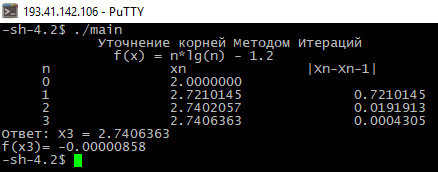 193.41.142.106 - PuTTY
-sh-4.2$ ./main
Уточнение корней Методом Итераций
f(x) = n*lg(n) - 1.2
n xn |Xn-Xn-1|
0 2.0000000
1 2.7210145 0.7210145
2 2.7402057 0.0191913
3 2.7406363 0.0004305
Ответ: X3 = 2.7406363
f(x3)= -0.00000858
-sh-4.2$